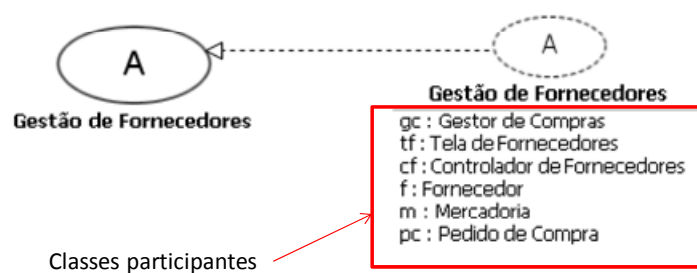 A
A
Gestão de Fornecedores
Gestão de Fornecedores
gc : Gestor de Compras
tf : Tela de Fornecedores
cf : Controlador de Fornecedores
f : Fornecedor
m : Mercadoria
pc : Pedido de Compra
Classes participantes